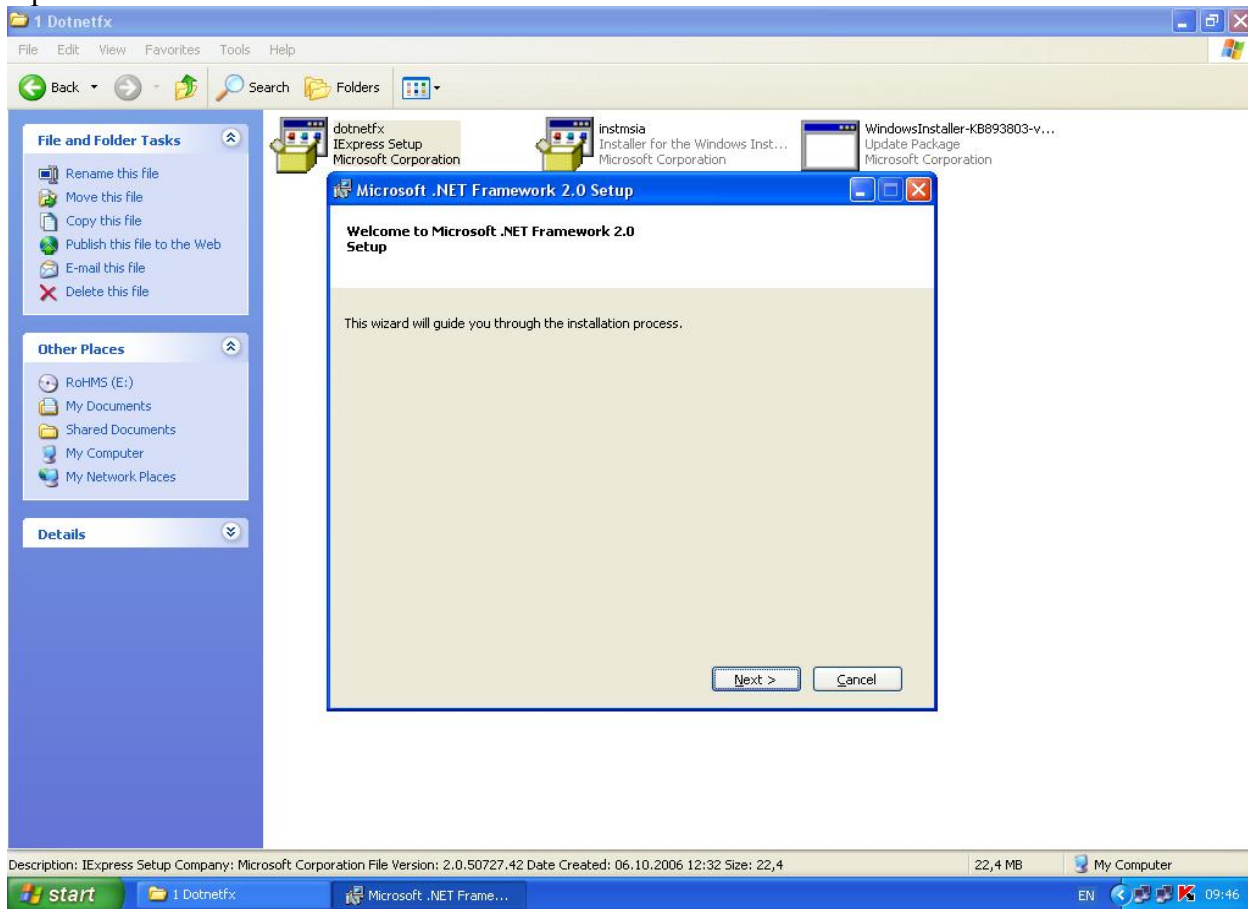 1 Dotnetfx
File Edit View Favorites Tools Help
Back Search Folders
File and Folder Tasks
Rename this file
Move this file
Copy this file
Publish this file to the Web
E-mail this file
Delete this file
Other Places
RoHMS (E:)
My Documents
Shared Documents
My Computer
My Network Places
Details
dotnetfx
IExpress Setup
Microsoft Corporation
instmsia
Installer for the Windows Inst...
Microsoft Corporation
WindowsInstaller-KB893803-v...
Update Package
Microsoft Corporation
Microsoft .NET Framework 2.0 Setup
Welcome to Microsoft .NET Framework 2.0
Setup
This wizard will guide you through the installation process.
Next > Cancel
Description: IExpress Setup Company: Microsoft Corporation File Version: 2.0.50727.42 Date Created: 06.10.2006 12:32 Size: 22,4 22,4 MB My Computer
start 1 Dotnetfx Microsoft .NET Frame... EN 09:46